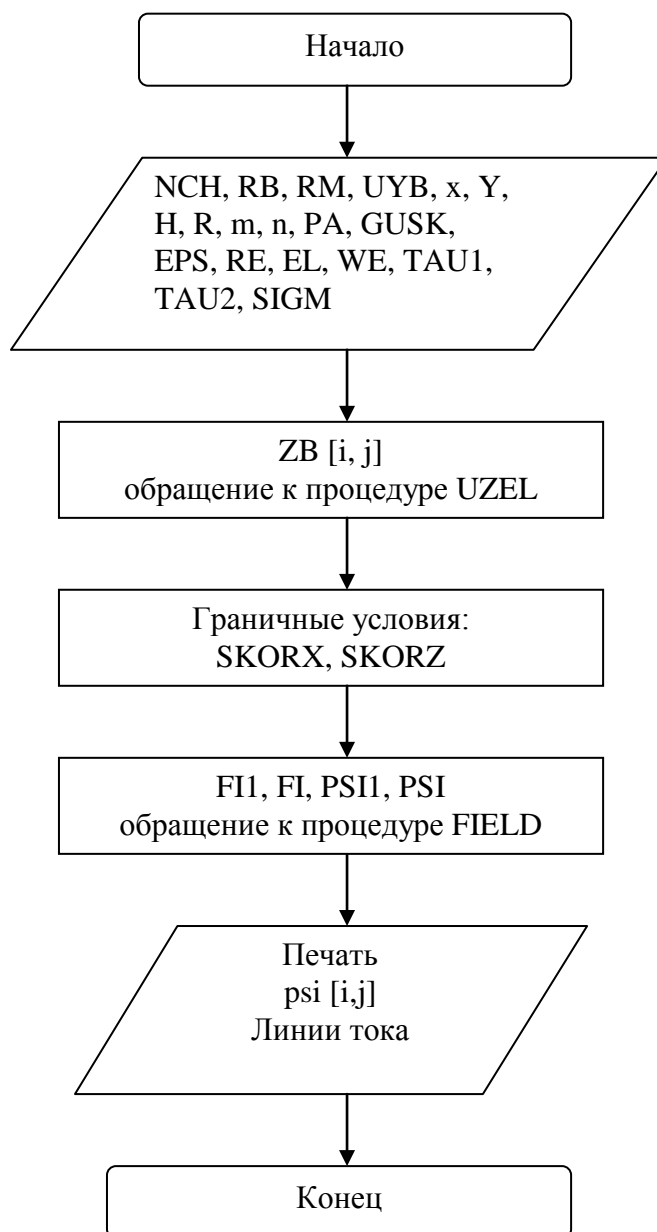 Начало
NCH, RB, RM, UYB, x, Y,
H, R, m, n, PA, GUSK,
EPS, RE, EL, WE, TAU1,
TAU2, SIGM
ZB [i, j]
обращение к процедуре UZEL
Граничные условия:
SKORX, SKORZ
FI1, FI, PSI1, PSI
обращение к процедуре FIELD
Печать
psi [i,j]
Линии тока
Конец